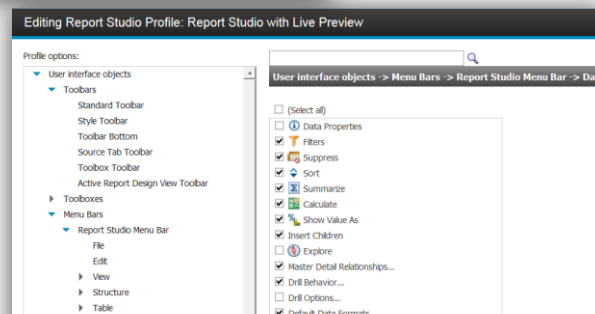 Editing Report Studio Profile: Report Studio with Live Preview
Profile options:
User interface objects
Toolbars
Standard Toolbar
Style Toolbar
Toolbar Bottom
Source Tab Toolbar
Toolbox Toolbar
Active Report Design View Toolbar
Toolboxes
Menu Bars
Report Studio Menu Bar
File
Edit
View
Structure
Table
User interface objects -> Menu Bars -> Report Studio Menu Bar -> Da
(Select all)
Data Properties
Filters
Suppress
Sort
Summarize
Calculate
Show Value As
Insert Children
Explore
Master Detail Relationships...
Drill Behavior...
Drill Options...
Default Data Formats